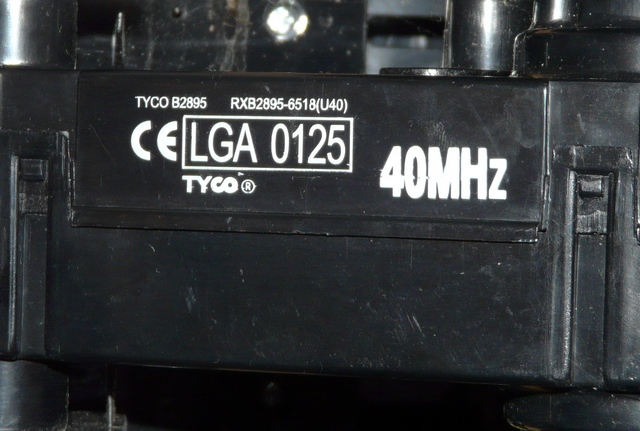 TYCO B2895 RXB2895-6518(U40)
CE LGA 0125
TYCO®
40MHz